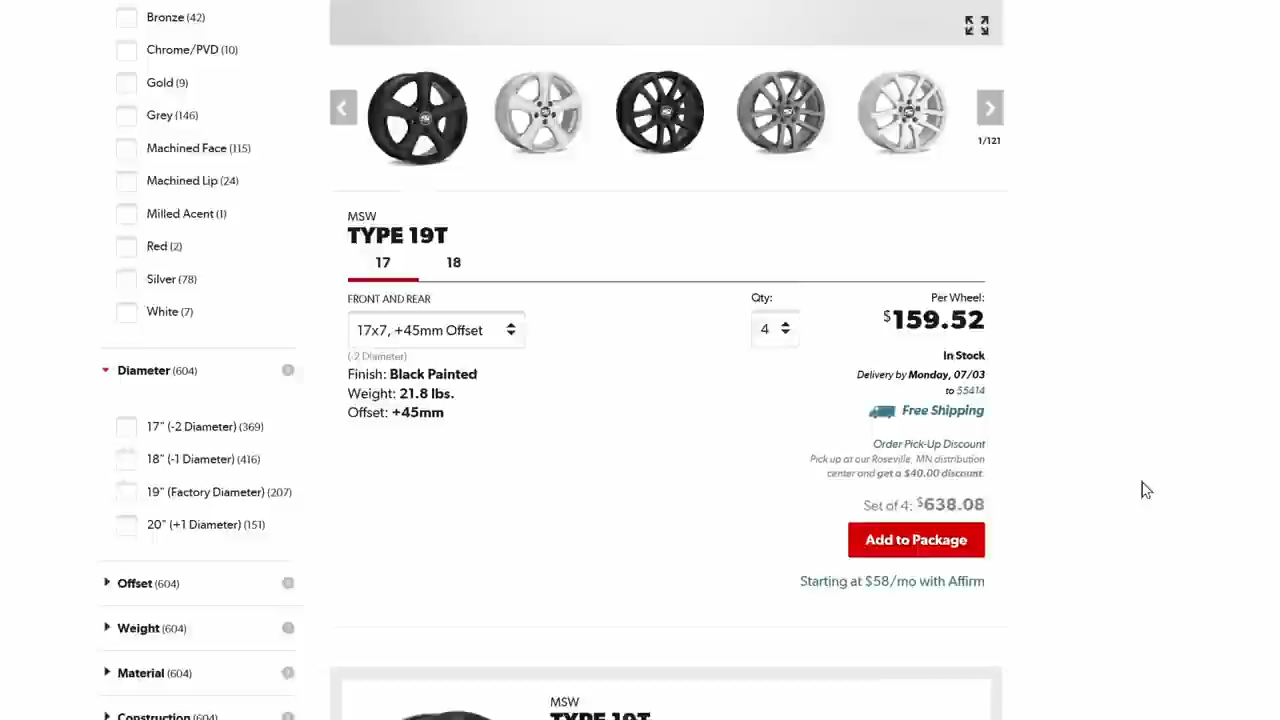 Bronze (42)
Chrome/PVD (10)
Gold (9)
Grey (146)
Machined Face (115)
Machined Lip (24)
Milled Acent (1)
Red (2)
Silver (78)
White (7)
Diameter (604)
17" (-2 Diameter) (369)
18" (-1 Diameter) (416)
19" (Factory Diameter) (207)
20" (+1 Diameter) (151)
Offset (604)
Weight (604)
Material (604)
Construction (604)
1/121
MSW
TYPE 19T
17 18
FRONT AND REAR
17x7, +45mm Offset
(-2 Diameter)
Finish: Black Painted
Weight: 21.8 lbs.
Offset: +45mm
Qty:
4
Per Wheel:
$159.52
In Stock
Delivery by Monday, 07/03
to 55414
Free Shipping
Order Pick-Up Discount
Pick up at our Roseville, MN distribution
center and get a $40.00 discount.
Set of 4: $638.08
Add to Package
Starting at $58/mo with Affirm
MSW
TYPE 19T